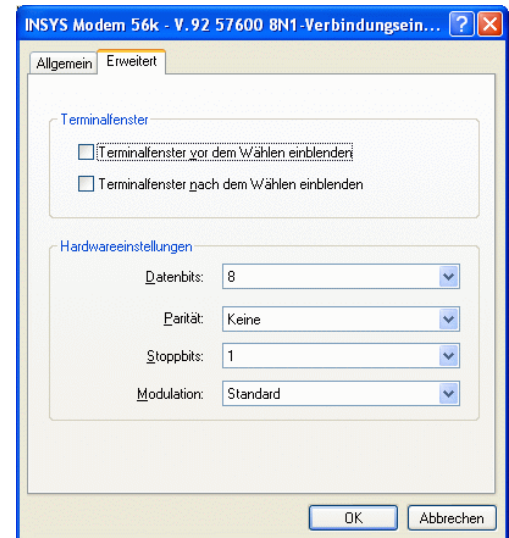 INSYS Modem 56k - V.92 57600 8N1-Verbindungsein...
Allgemein Erweitert
Terminalfenster
Terminalfenster vor dem Wählen einblenden
Terminalfenster nach dem Wählen einblenden
Hardwareeinstellungen
Datenbits: 8
Parität: Keine
Stoppbits: 1
Modulation: Standard
OK Abbrechen